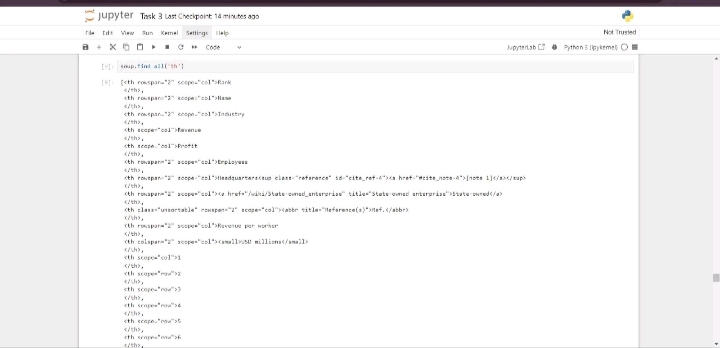 jupyter Task 3 Last Checkpoint: 14 minutes ago
File Edit View Run Kernel Settings Help Not Trusted
Code JupyterLab Python 3 (ipykernel)
soup.find_all('th')
[<th rowspan="2" scope="col">Rank
</th>,
<th rowspan="2" scope="col">Name
</th>,
<th rowspan="2" scope="col">Industry
</th>,
<th scope="col">Revenue
</th>,
<th scope="col">Profit
</th>,
<th rowspan="2" scope="col">Employees
</th>,
<th rowspan="2" scope="col">Headquarters<sup class="reference" id="cite_ref-4"><a href="#cite_note-4">[note 1]</a></sup>
</th>,
<th rowspan="2" scope="col"><a href="/wiki/State-owned_enterprise" title="State-owned enterprise">State-owned</a>
</th>,
<th class="unsortable" rowspan="2" scope="col"><abbr title="Reference(s)">Ref.</abbr>
</th>,
<th rowspan="2" scope="col">Revenue per worker
</th>,
<th colspan="2" scope="col"><small>USD millions</small>
</th>,
<th scope="col">1
</th>,
<th scope="row">2
</th>,
<th scope="row">3
</th>,
<th scope="row">4
</th>,
<th scope="row">5
</th>,
<th scope="row">6
</th>,